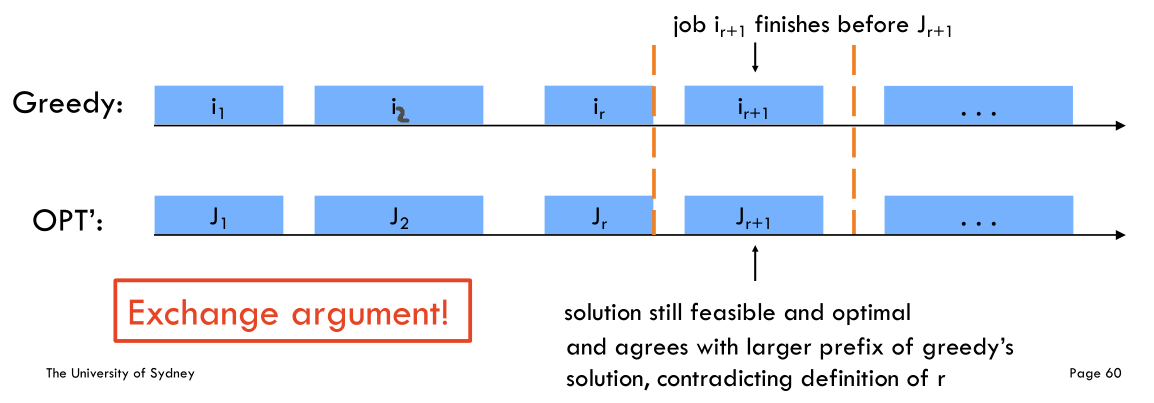 job i_{r+1} finishes before J_{r+1}
Greedy: i_1 i_2 i_r i_{r+1} . . .
OPT’: J_1 J_2 J_r J_{r+1} . . .
Exchange argument!
solution still feasible and optimal
and agrees with larger prefix of greedy’s
solution, contradicting definition of r
The University of Sydney
Page 60